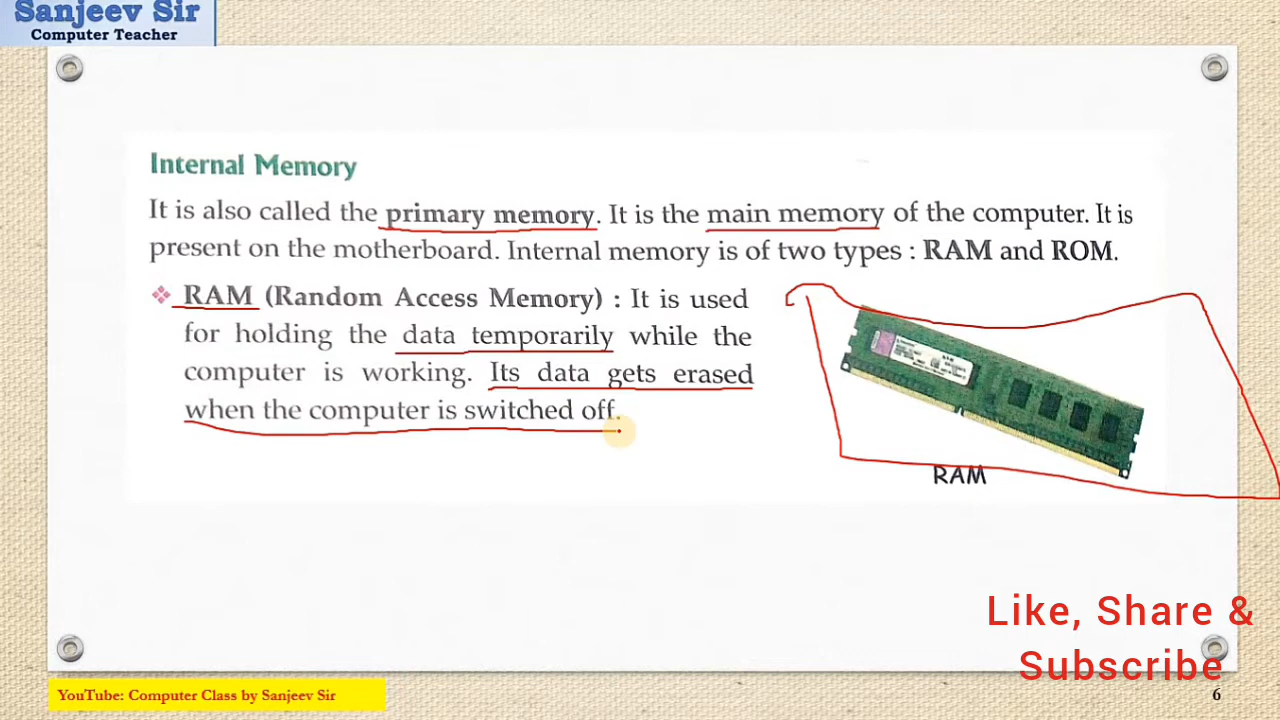 Sanjeev Sir
Computer Teacher
Internal Memory
It is also called the primary memory. It is the main memory of the computer. It is
present on the motherboard. Internal memory is of two types : RAM and ROM.
❖ RAM (Random Access Memory) : It is used
for holding the data temporarily while the
computer is working. Its data gets erased
when the computer is switched off.
RAM
Like, Share &
Subscribe
YouTube: Computer Class by Sanjeev Sir
6